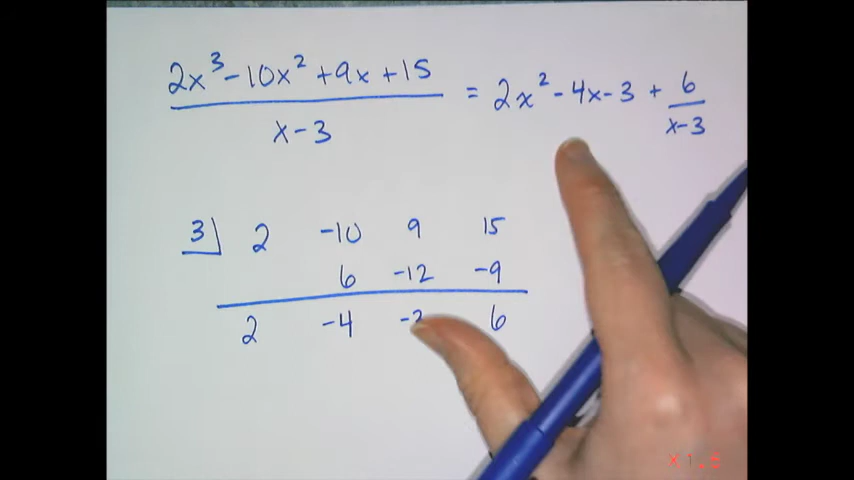 2x³-10x²+9x+15 = 2x²-4x-3 + 6
x-3 x-3
3 2 -10 9 15
6 -12 -9
2 -4 6